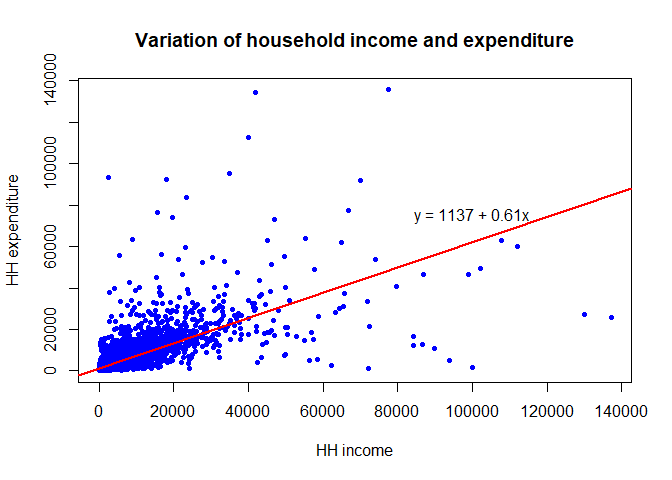 Variation of household income and expenditure
HH expenditure
140000
100000
60000
20000
0
y = 1137 + 0.61x
0 20000 40000 60000 80000 100000 120000 140000
HH income